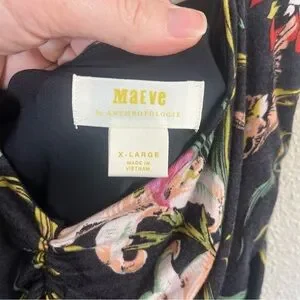 Maeve
by ANTHROPOLOGIE
X-LARGE
MADE IN
VIETNAM